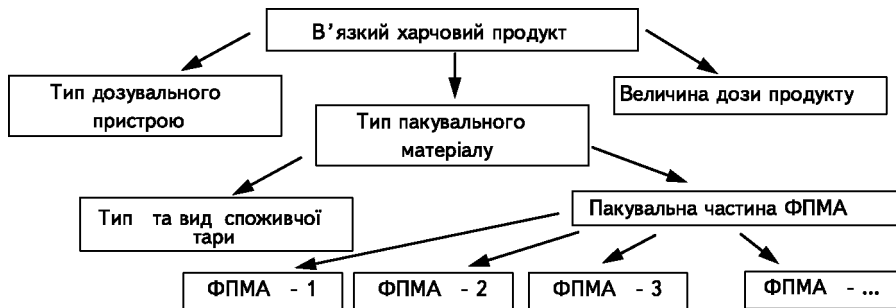 В'язкий харчовий продукт
Тип дозувального
пристрою
Величина дози продукту
Тип пакувального
матеріалу
Тип та вид споживчої
тари
Пакувальна частина ФПМА
ФПМА - 1
ФПМА - 2
ФПМА - 3
ФПМА - ...